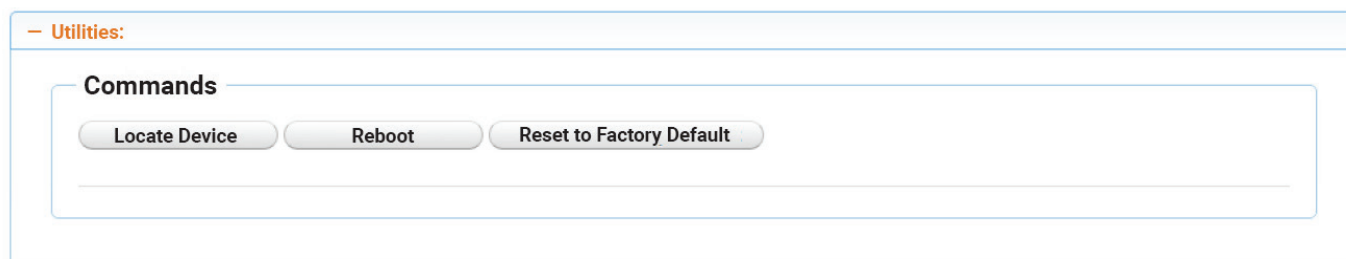 — Utilities:
Commands
Locate Device Reboot Reset to Factory Default